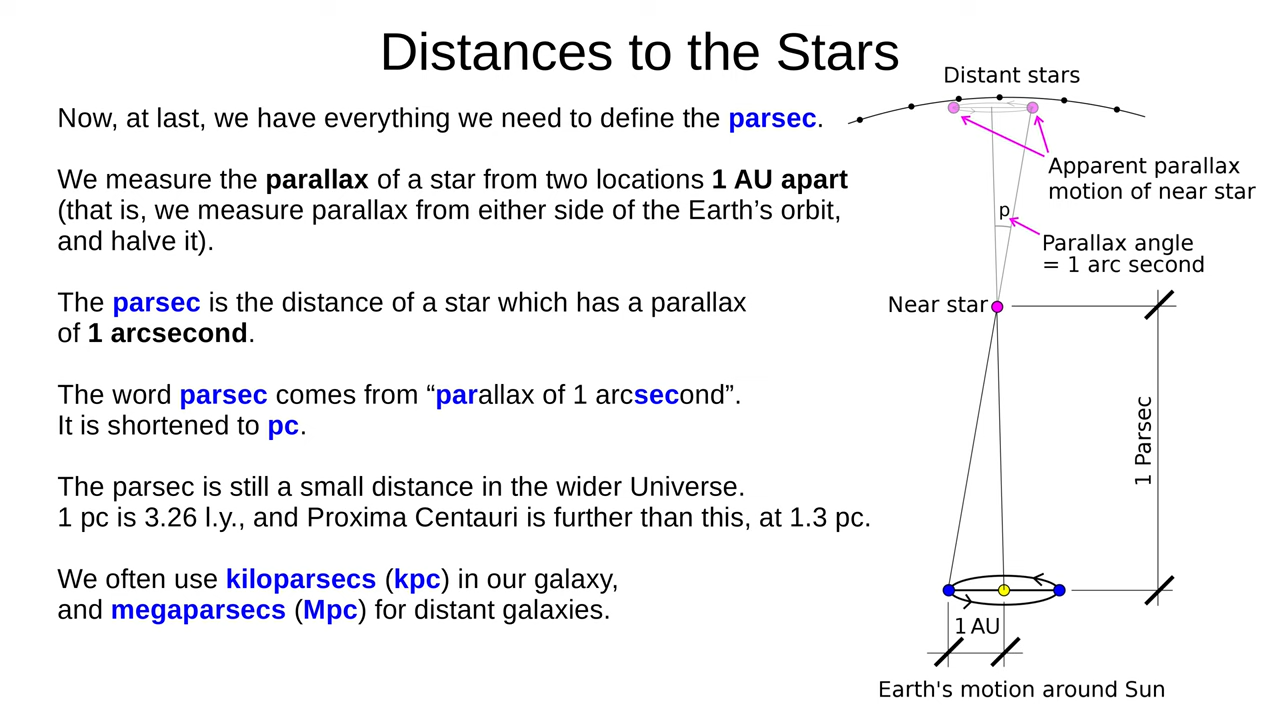 Distances to the Stars
Now, at last, we have everything we need to define the parsec.
We measure the parallax of a star from two locations 1 AU apart
(that is, we measure parallax from either side of the Earth’s orbit,
and halve it).
The parsec is the distance of a star which has a parallax
of 1 arcsecond.
The word parsec comes from “parallax of 1 arcsecond”.
It is shortened to pc.
The parsec is still a small distance in the wider Universe.
1 pc is 3.26 l.y., and Proxima Centauri is further than this, at 1.3 pc.
We often use kiloparsecs (kpc) in our galaxy,
and megaparsecs (Mpc) for distant galaxies.
Distant stars
Apparent parallax
motion of near star
p
Parallax angle
= 1 arc second
Near star
1 Parsec
1 AU
Earth's motion around Sun